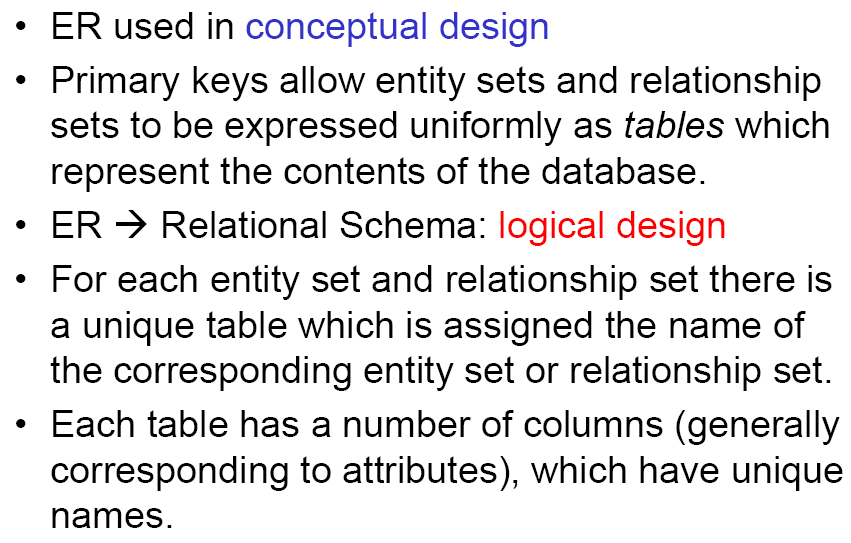 • ER used in conceptual design
• Primary keys allow entity sets and relationship
sets to be expressed uniformly as tables which
represent the contents of the database.
• ER → Relational Schema: logical design
• For each entity set and relationship set there is
a unique table which is assigned the name of
the corresponding entity set or relationship set.
• Each table has a number of columns (generally
corresponding to attributes), which have unique
names.